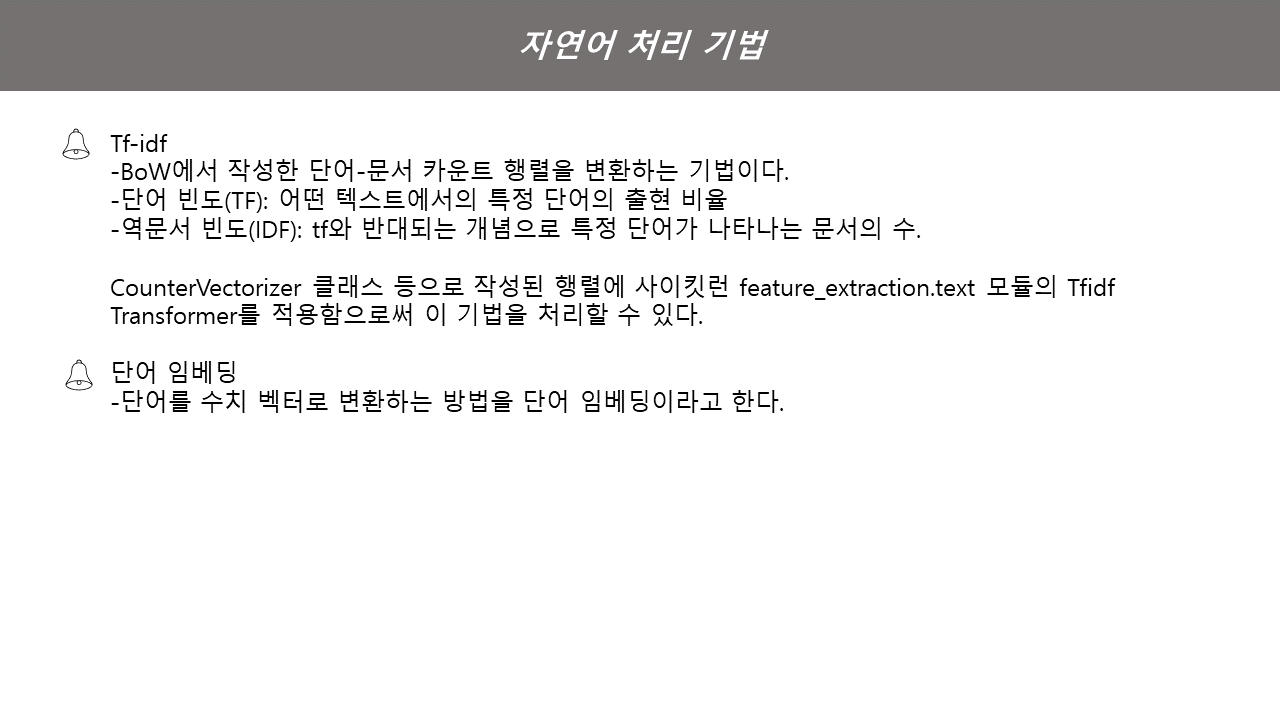 자연어 처리 기법
Tf-idf
-BoW에서 작성한 단어-문서 카운트 행렬을 변환하는 기법이다.
-단어 빈도(TF): 어떤 텍스트에서의 특정 단어의 출현 비율
-역문서 빈도(IDF): tf와 반대되는 개념으로 특정 단어가 나타나는 문서의 수.
CounterVectorizer 클래스 등으로 작성된 행렬에 사이킷런 feature_extraction.text 모듈의 Tfidf
Transformer를 적용함으로써 이 기법을 처리할 수 있다.
단어 임베딩
-단어를 수치 벡터로 변환하는 방법을 단어 임베딩이라고 한다.